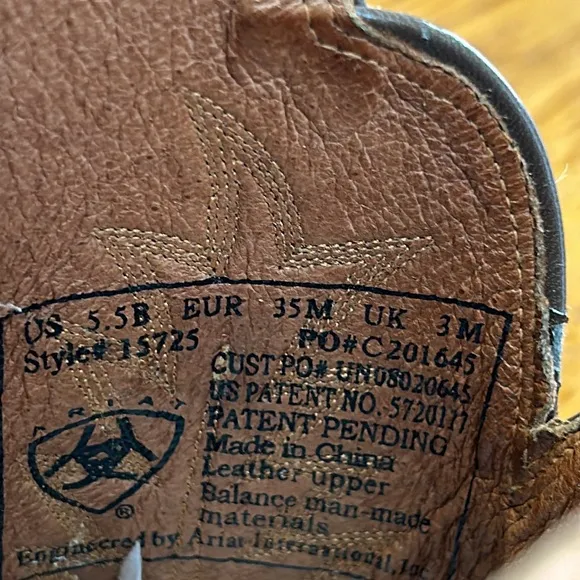 US 5.5B EUR 35M UK 3M
Style# 15725 PO#C201645
CUST PO# UN08020645
US PATENT NO. 5720117
PATENT PENDING
Made in China
Leather upper
Balance man-made
materials
ARIAT
®
Engineered by Ariat International, Inc